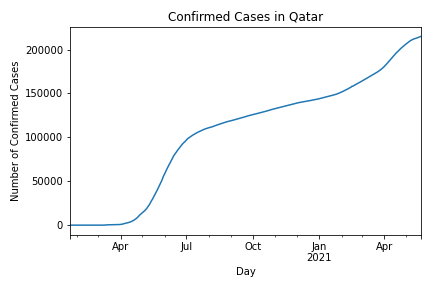 Confirmed Cases in Qatar
Number of Confirmed Cases
200000
150000
100000
50000
0
Apr
Jul
Oct
Jan
2021
Apr
Day